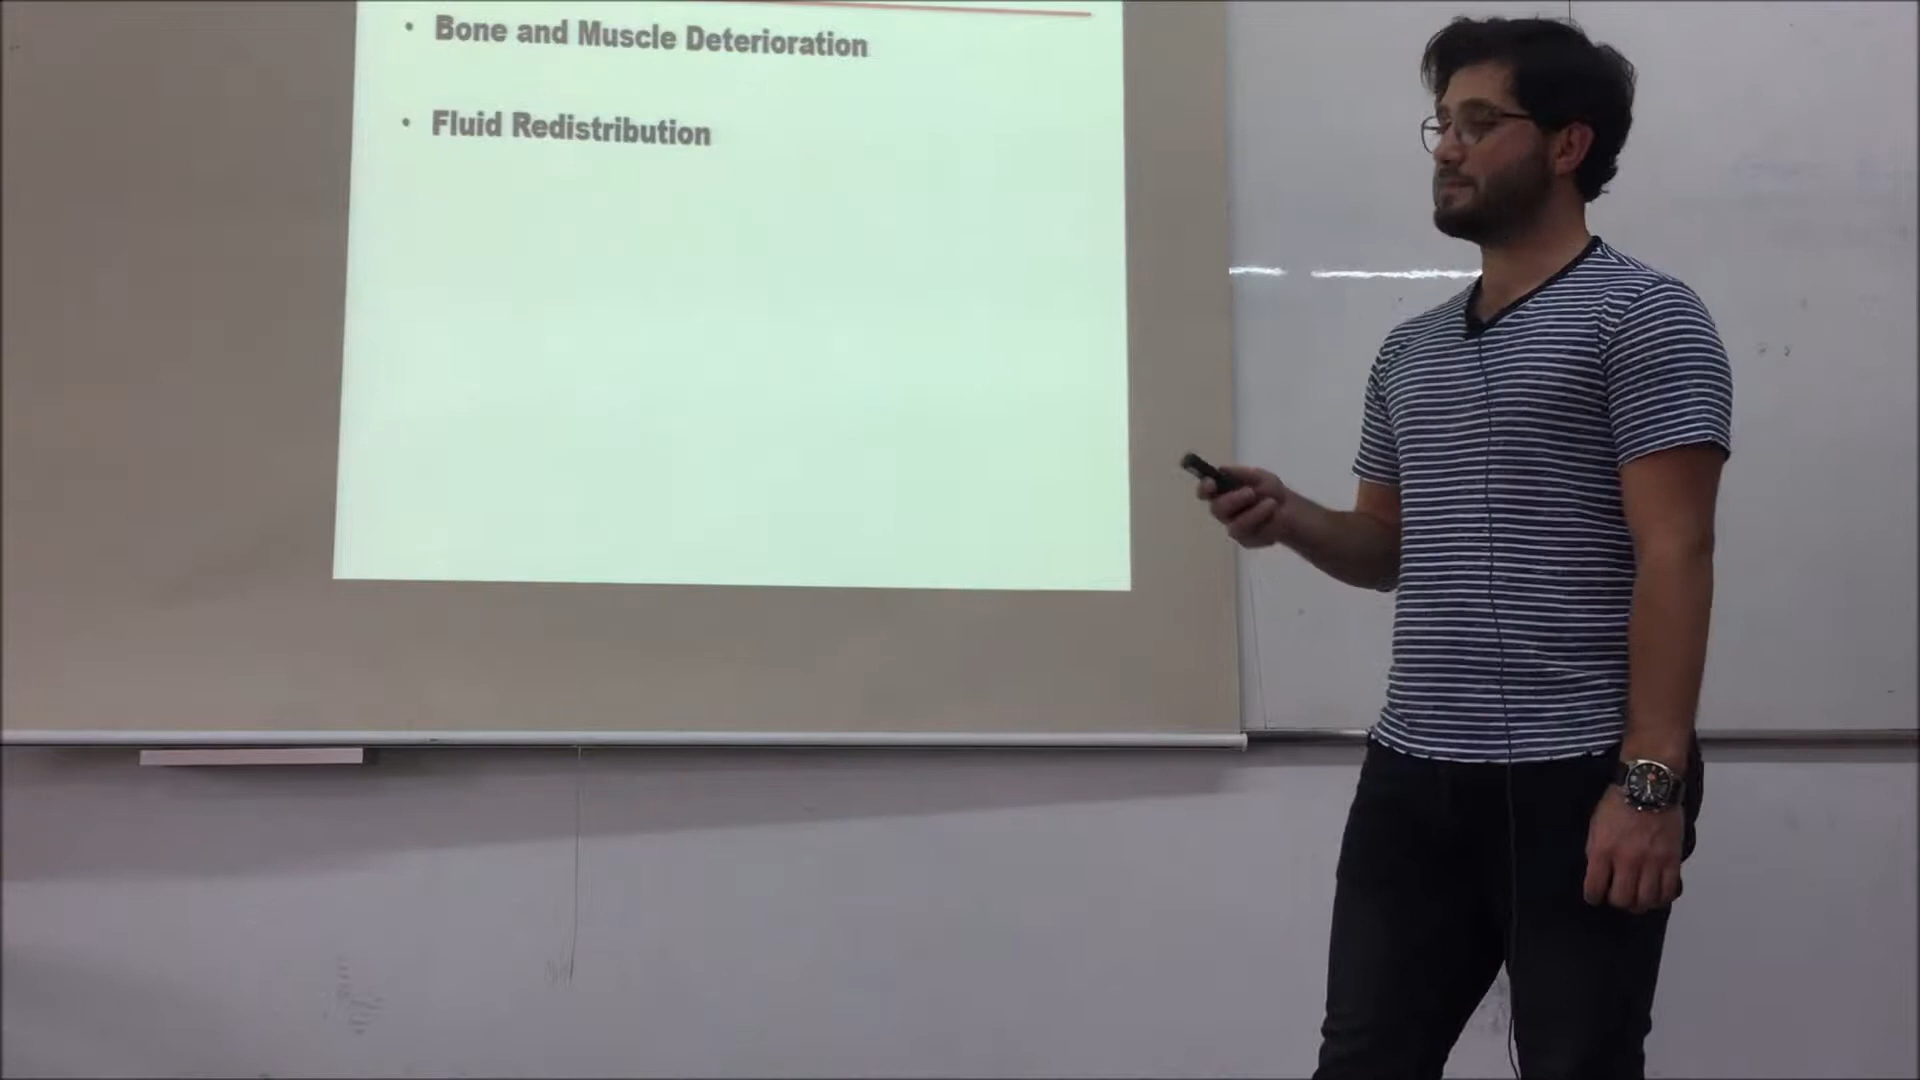 • Bone and Muscle Deterioration
• Fluid Redistribution